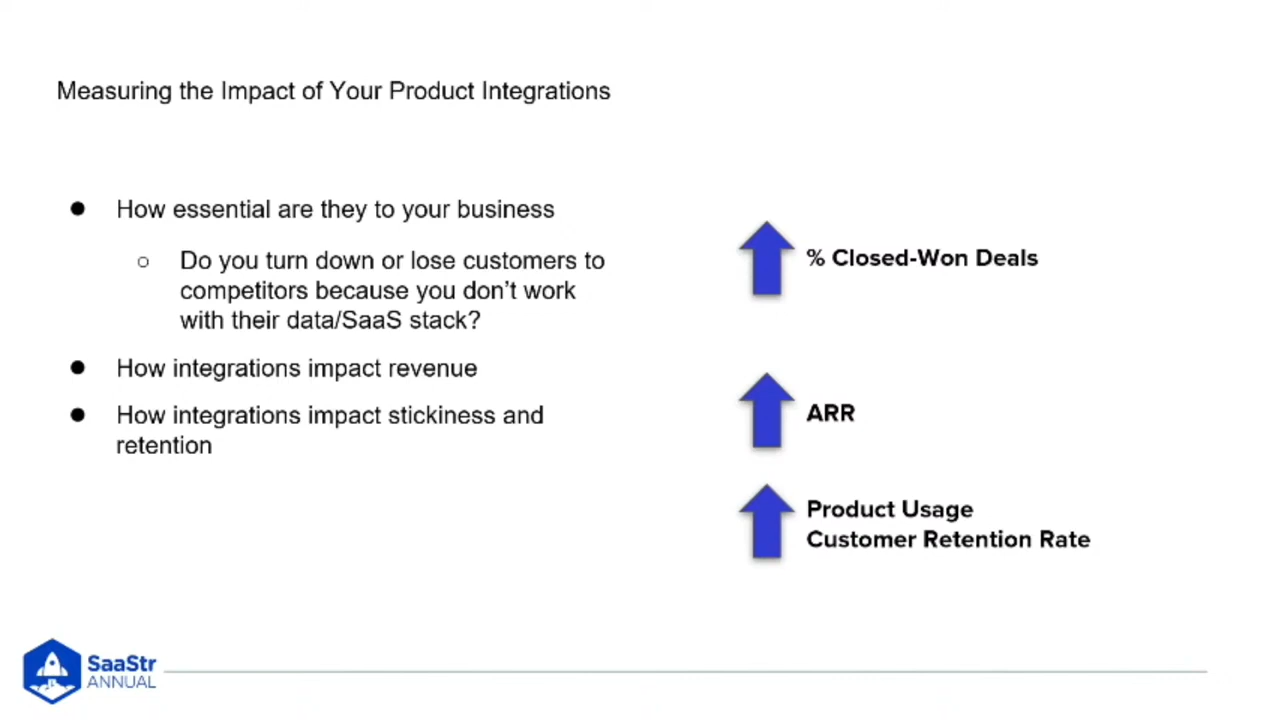 Measuring the Impact of Your Product Integrations
● How essential are they to your business
○ Do you turn down or lose customers to
competitors because you don’t work
with their data/SaaS stack?
● How integrations impact revenue
● How integrations impact stickiness and
retention
% Closed-Won Deals
ARR
Product Usage
Customer Retention Rate
SaaStr
ANNUAL